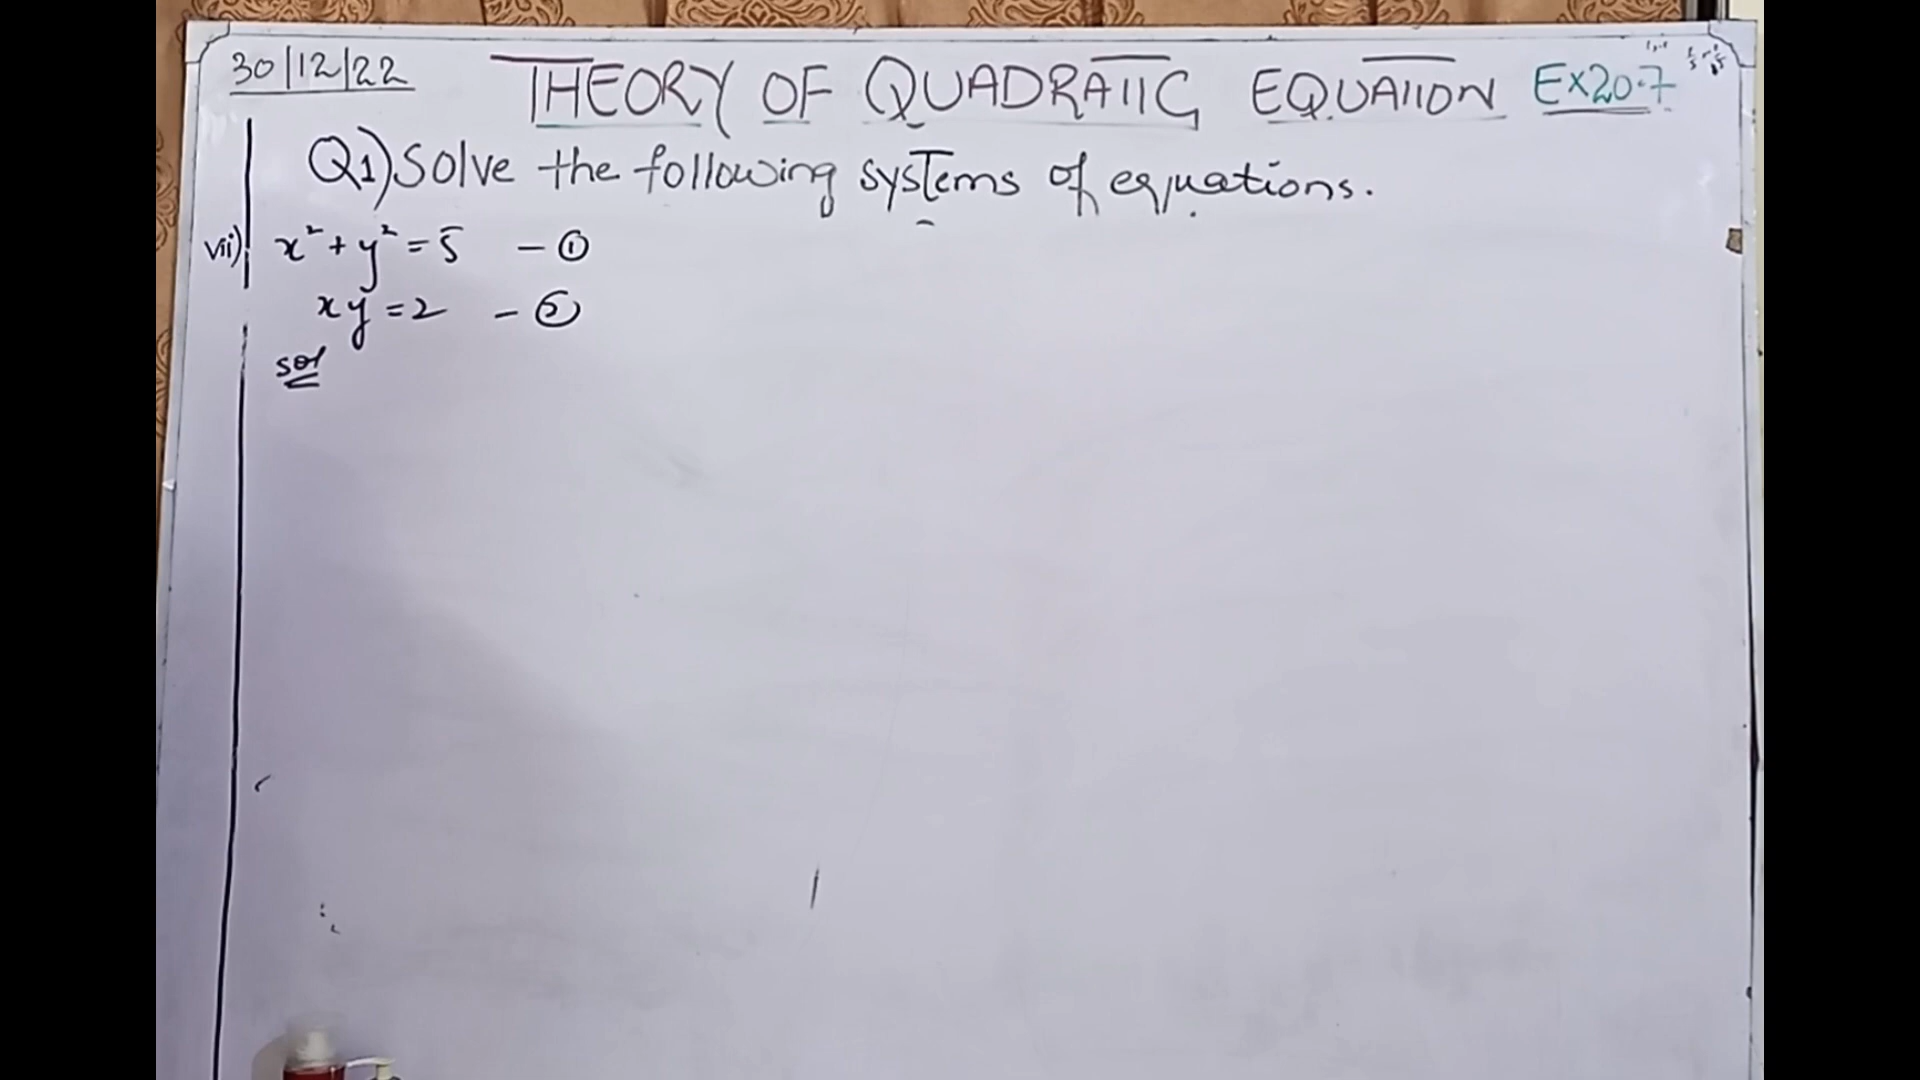 30/12/22 THEORY OF QUADRATIC EQUATION Ex20.7
Q1) Solve the following systems of equations.
vii) x² + y² = 5 - ①
xy = 2 - ②
sol